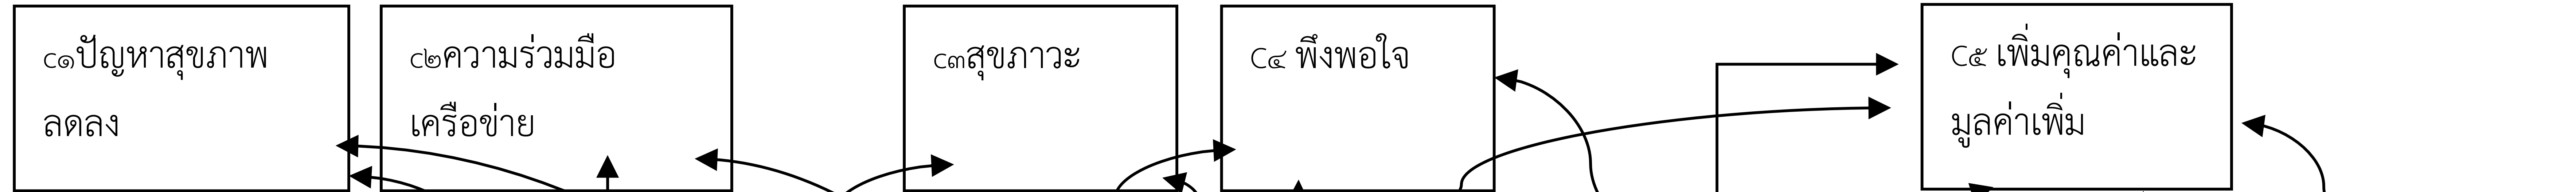 C๑ปัญหาสุขภาพ
ลดลง
C๒ความร่วมมือ
เครือข่าย
C๓สุขภาวะ
C๔ พึงพอใจ
C๕ เพิ่มคุณค่าและ
มูลค่าเพิ่ม